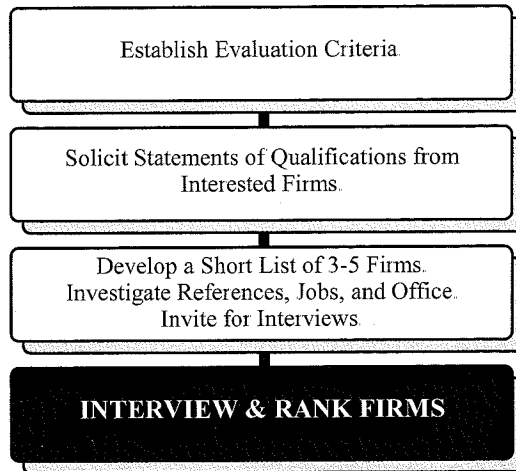 Establish Evaluation Criteria
Solicit Statements of Qualifications from
Interested Firms
Develop a Short List of 3-5 Firms
Investigate References, Jobs, and Office
Invite for Interviews
INTERVIEW & RANK FIRMS